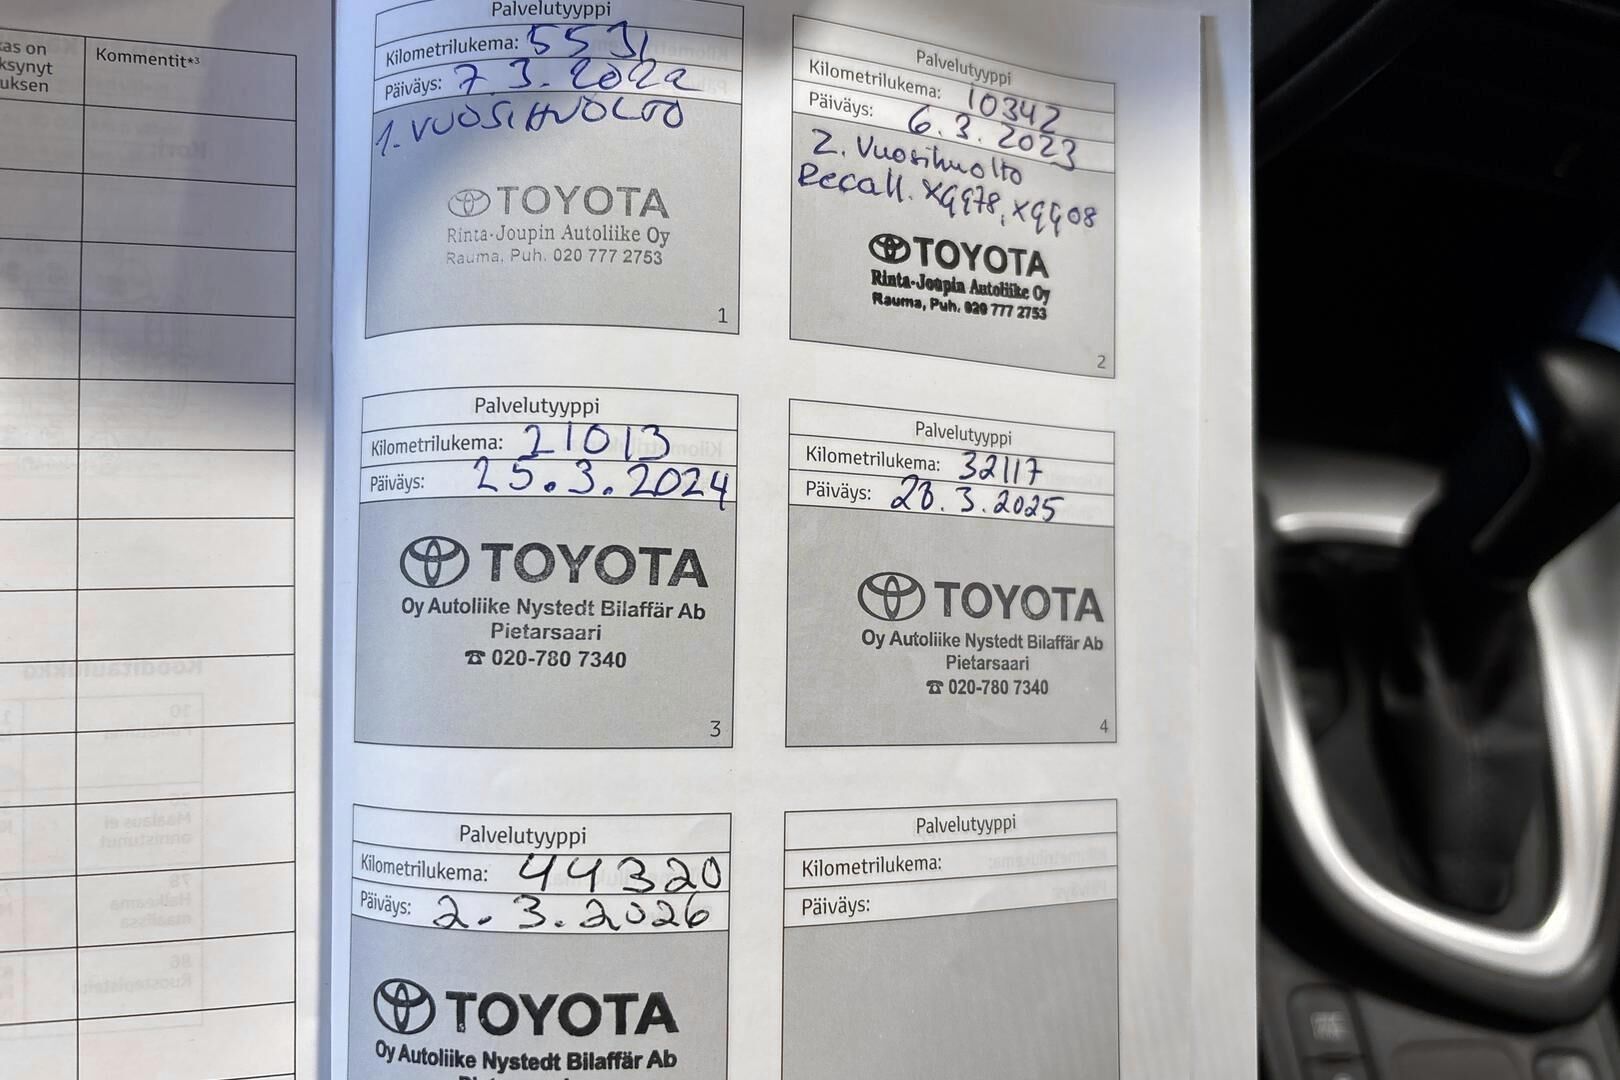 kas on
ksynyt
uksen
Kommentit*3
Palvelutyyppi
Kilometrilukema: 5531
Päiväys: 7.3.2022
1. VUOSIHUOLTO
TOYOTA
Rinta-Joupin Autoliike Oy
Rauma, Puh. 020 777 2753
1
Palvelutyyppi
Kilometrilukema: 10342
Päiväys: 6.3.2023
2. Vuosihuolto
Recall. XGG78, XGG08
TOYOTA
Rinta-Joupin Autoliike Oy
Rauma, Puh. 020 777 2753
2
Palvelutyyppi
Kilometrilukema: 21013
Päiväys: 25.3.2024
TOYOTA
Oy Autoliike Nystedt Bilaffär Ab
Pietarsaari
☎ 020-780 7340
3
Palvelutyyppi
Kilometrilukema: 32117
Päiväys: 28.3.2025
TOYOTA
Oy Autoliike Nystedt Bilaffär Ab
Pietarsaari
☎ 020-780 7340
4
Palvelutyyppi
Kilometrilukema: 44320
Päiväys: 2.3.2026
TOYOTA
Oy Autoliike Nystedt Bilaffär Ab
Palvelutyyppi
Kilometrilukema:
Päiväys: